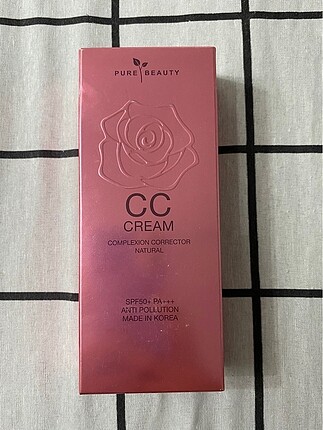 PURE BEAUTY
CC
CREAM
COMPLEXION CORRECTOR
NATURAL
SPF50+ PA+++
ANTI POLLUTION
MADE IN KOREA